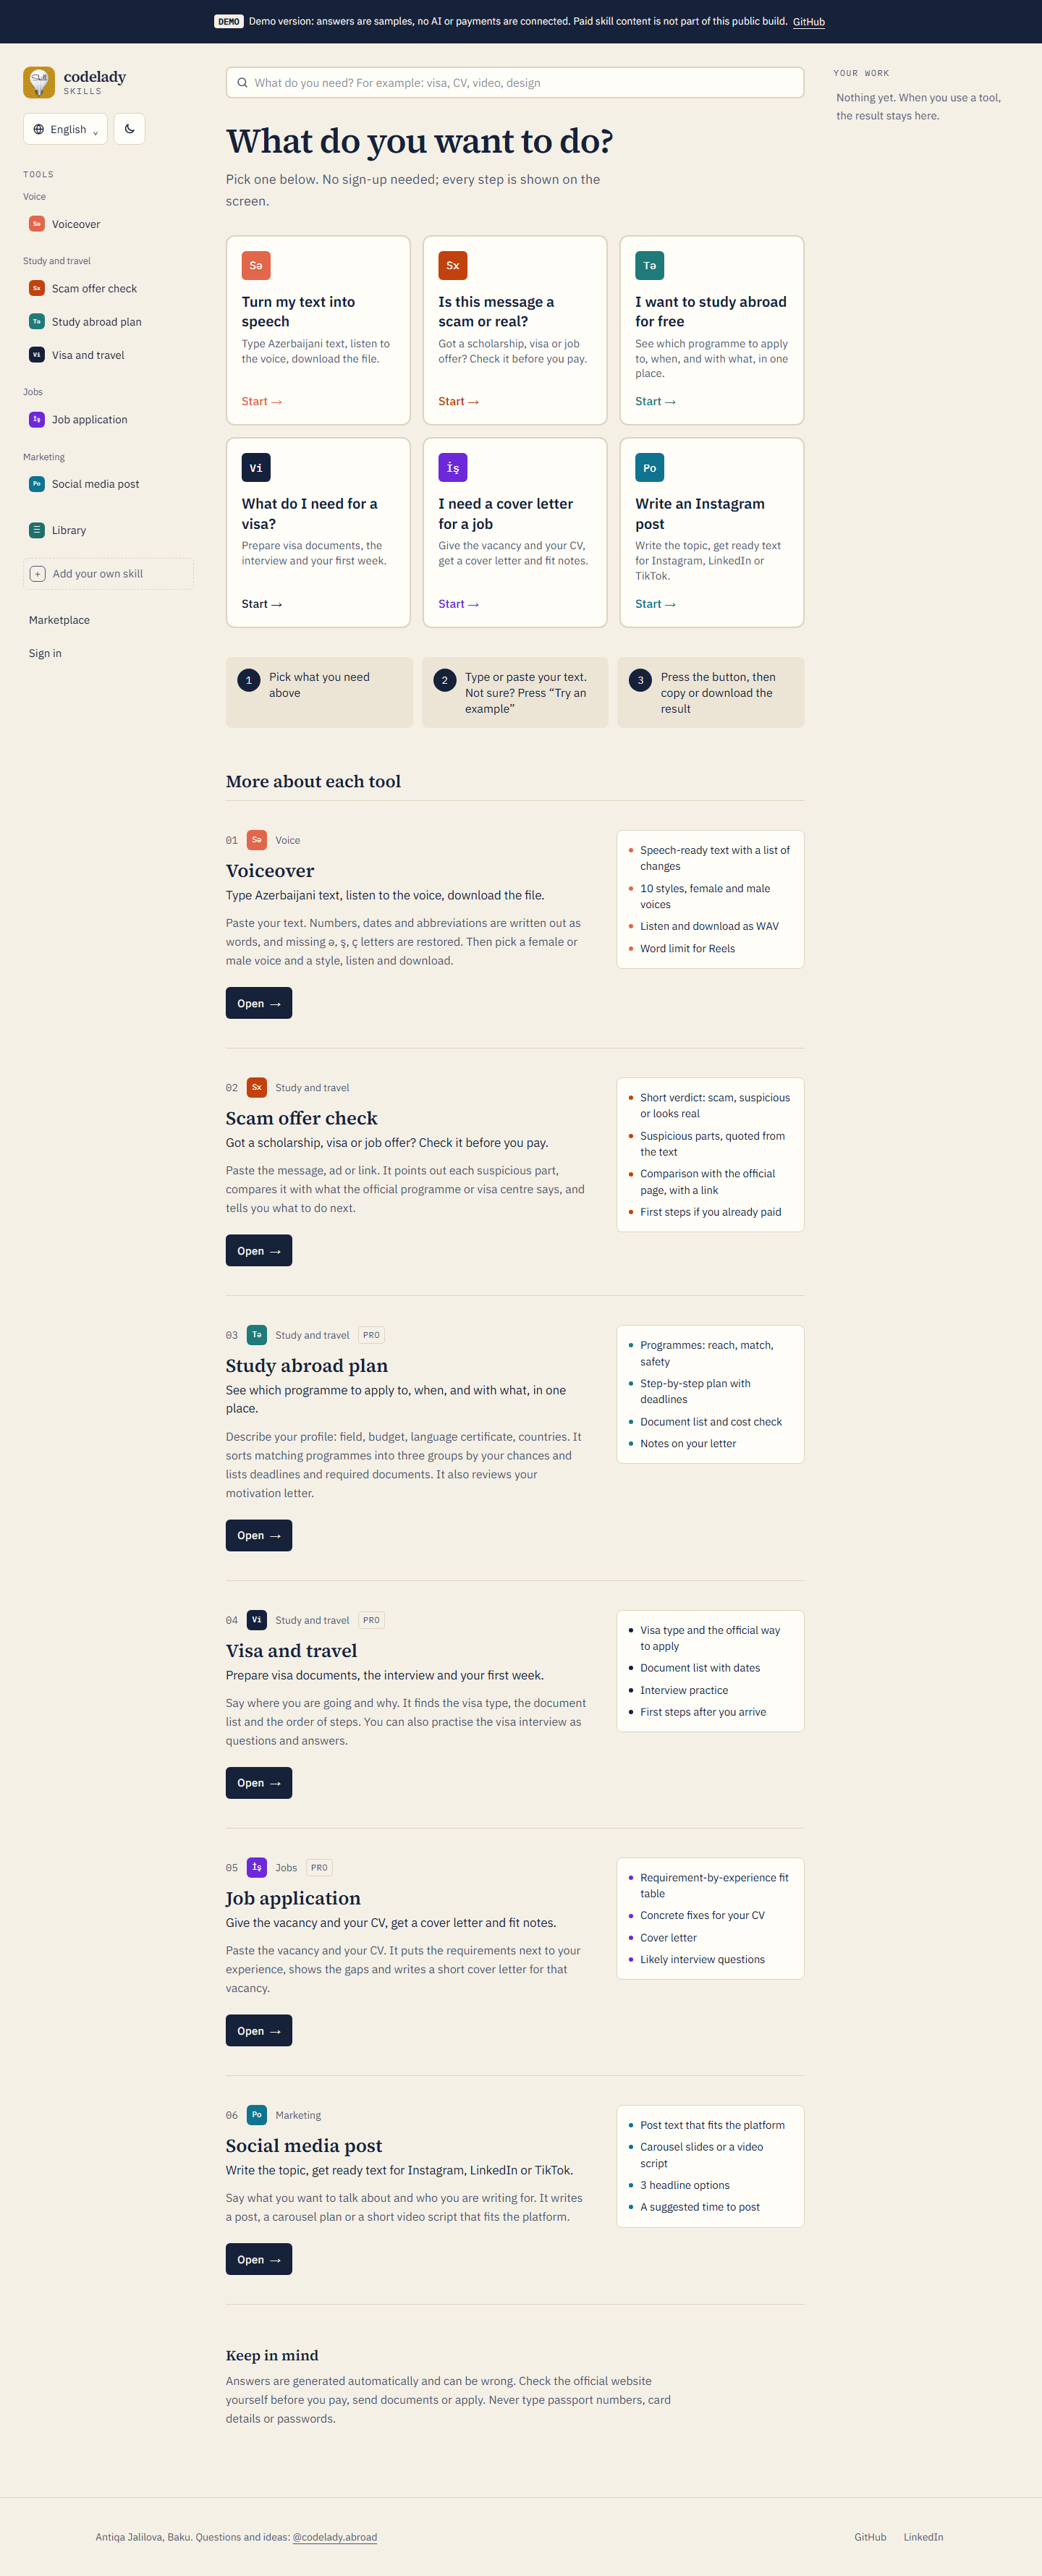 DEMO Demo version: answers are samples, no AI or payments are connected. Paid skill content is not part of this public build. GitHub
codelady
SKILLS
English
TOOLS
Voice
Sə Voiceover
Study and travel
Sx Scam offer check
Tə Study abroad plan
Vi Visa and travel
Jobs
İş Job application
Marketing
Po Social media post
Library
+ Add your own skill
Marketplace
Sign in
What do you need? For example: visa, CV, video, design
What do you want to do?
Pick one below. No sign-up needed; every step is shown on the
screen.
Sə
Turn my text into
speech
Type Azerbaijani text, listen to
the voice, download the file.
Start →
Sx
Is this message a
scam or real?
Got a scholarship, visa or job
offer? Check it before you pay.
Start →
Tə
I want to study abroad
for free
See which programme to apply
to, when, and with what, in one
place.
Start →
Vi
What do I need for a
visa?
Prepare visa documents, the
interview and your first week.
Start →
İş
I need a cover letter
for a job
Give the vacancy and your CV,
get a cover letter and fit notes.
Start →
Po
Write an Instagram
post
Write the topic, get ready text
for Instagram, LinkedIn or
TikTok.
Start →
1 Pick what you need
above
2 Type or paste your text.
Not sure? Press “Try an
example”
3 Press the button, then
copy or download the
result
More about each tool
01 Sə Voice
Voiceover
Type Azerbaijani text, listen to the voice, download the file.
Paste your text. Numbers, dates and abbreviations are written out as
words, and missing ə, ş, ç letters are restored. Then pick a female or
male voice and a style, listen and download.
Open →
Speech-ready text with a list of
changes
10 styles, female and male
voices
Listen and download as WAV
Word limit for Reels
02 Sx Study and travel
Scam offer check
Got a scholarship, visa or job offer? Check it before you pay.
Paste the message, ad or link. It points out each suspicious part,
compares it with what the official programme or visa centre says, and
tells you what to do next.
Open →
Short verdict: scam, suspicious
or looks real
Suspicious parts, quoted from
the text
Comparison with the official
page, with a link
First steps if you already paid
03 Tə Study and travel PRO
Study abroad plan
See which programme to apply to, when, and with what, in one
place.
Describe your profile: field, budget, language certificate, countries. It
sorts matching programmes into three groups by your chances and
lists deadlines and required documents. It also reviews your
motivation letter.
Open →
Programmes: reach, match,
safety
Step-by-step plan with
deadlines
Document list and cost check
Notes on your letter
04 Vi Study and travel PRO
Visa and travel
Prepare visa documents, the interview and your first week.
Say where you are going and why. It finds the visa type, the document
list and the order of steps. You can also practise the visa interview as
questions and answers.
Open →
Visa type and the official way
to apply
Document list with dates
Interview practice
First steps after you arrive
05 İş Jobs PRO
Job application
Give the vacancy and your CV, get a cover letter and fit notes.
Paste the vacancy and your CV. It puts the requirements next to your
experience, shows the gaps and writes a short cover letter for that
vacancy.
Open →
Requirement-by-experience fit
table
Concrete fixes for your CV
Cover letter
Likely interview questions
06 Po Marketing
Social media post
Write the topic, get ready text for Instagram, LinkedIn or TikTok.
Say what you want to talk about and who you are writing for. It writes
a post, a carousel plan or a short video script that fits the platform.
Open →
Post text that fits the platform
Carousel slides or a video
script
3 headline options
A suggested time to post
Keep in mind
Answers are generated automatically and can be wrong. Check the official website
yourself before you pay, send documents or apply. Never type passport numbers, card
details or passwords.
YOUR WORK
Nothing yet. When you use a tool,
the result stays here.
Antiqa Jalilova, Baku. Questions and ideas: @codelady.abroad
GitHub LinkedIn